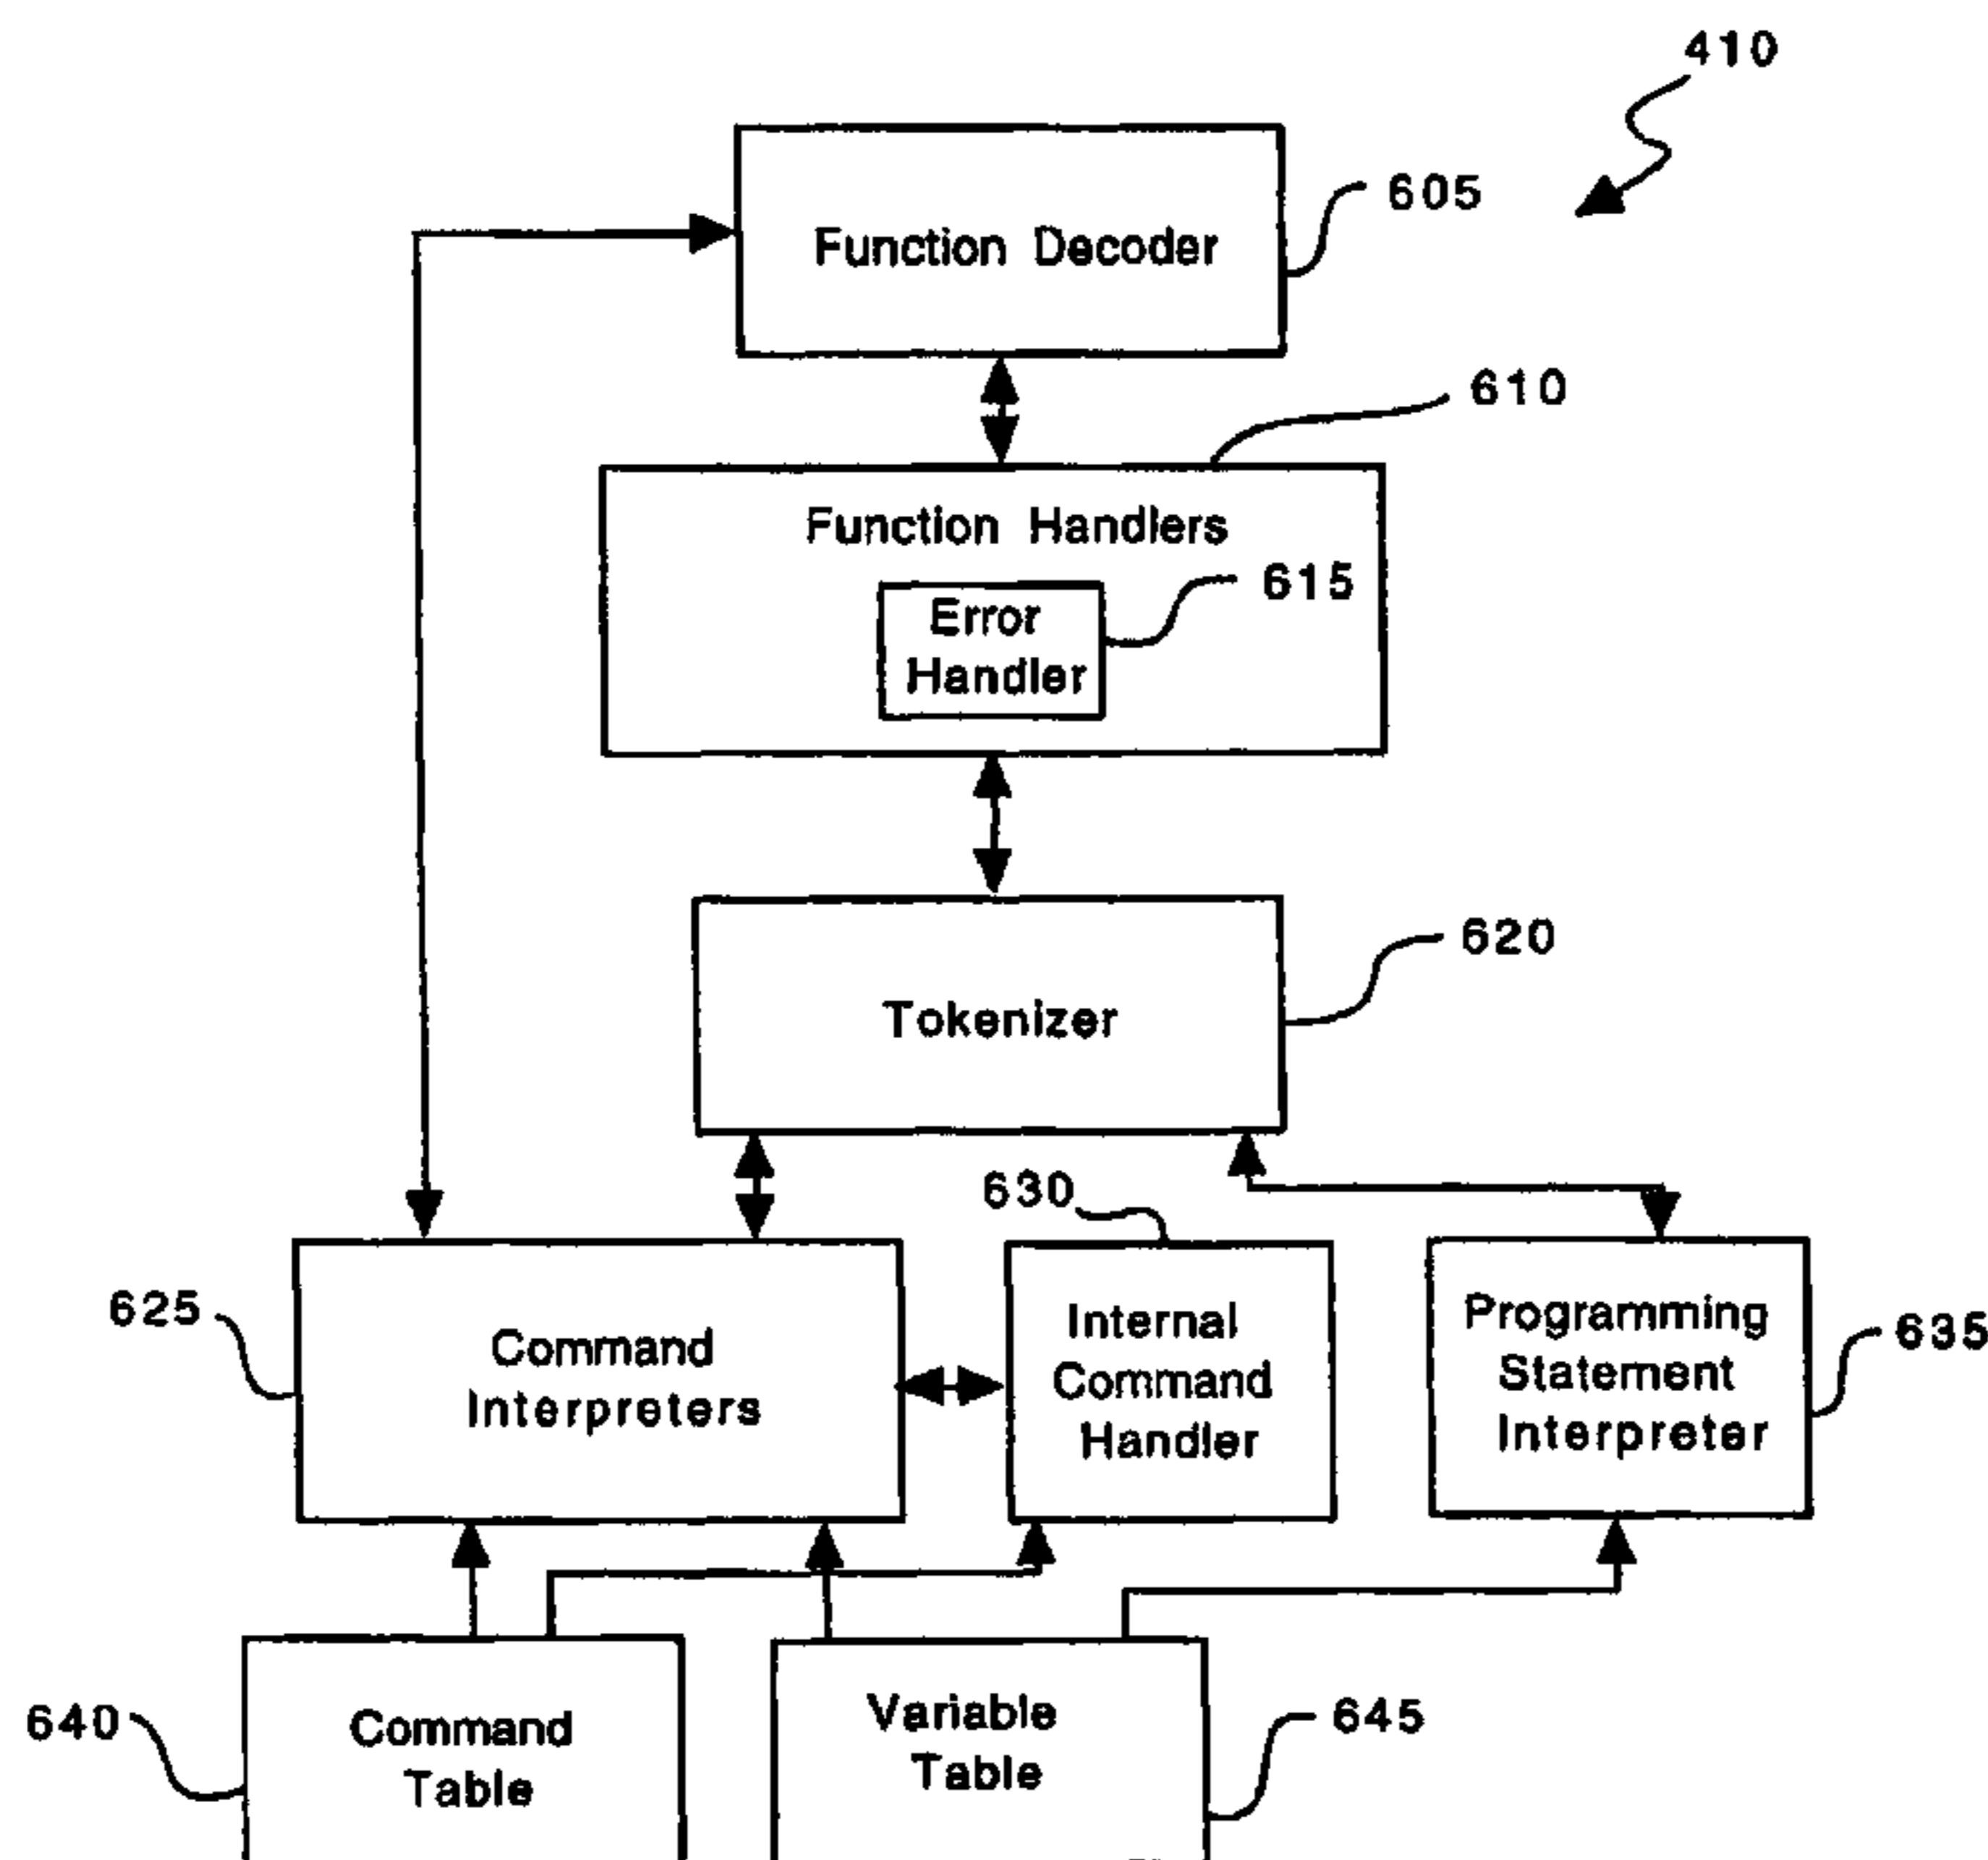 410
605
Function Decoder
610
Function Handlers
615
Error
Handler
620
Tokenizer
630
625
Command
Interpreters
Internal
Command
Handler
Programming
Statement
Interpreter
635
640
Command
Table
Variable
Table
645